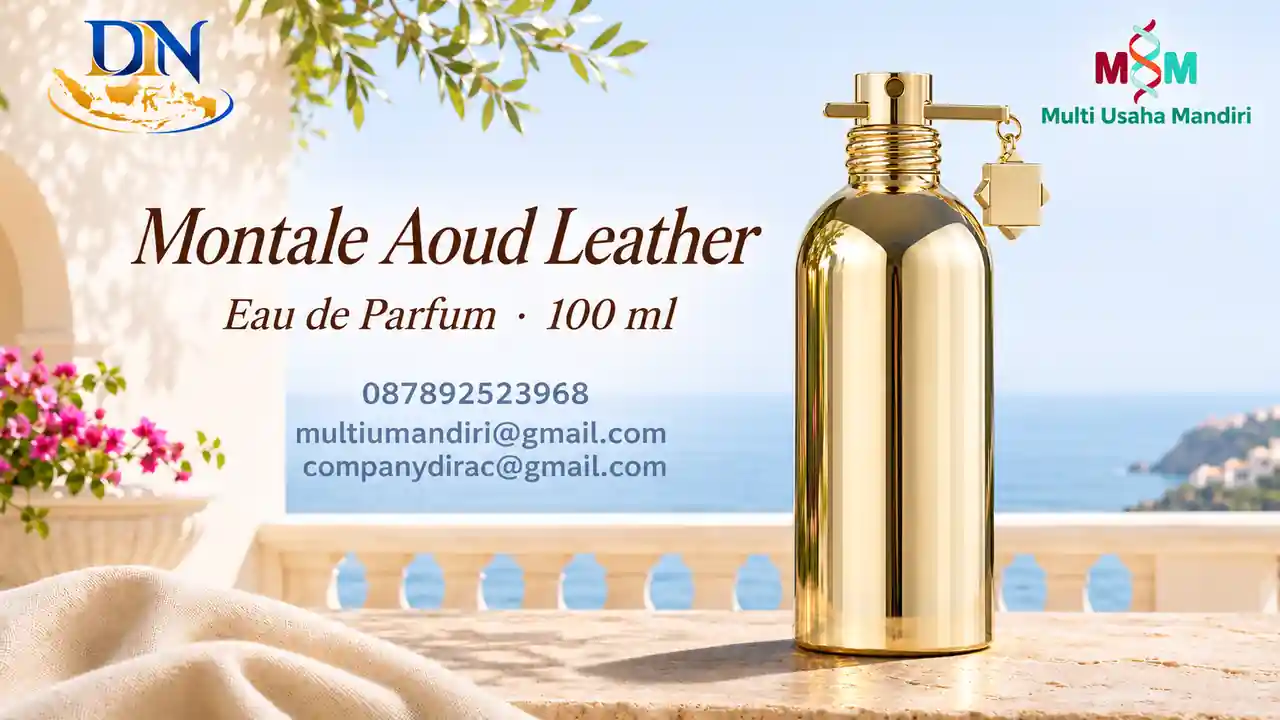 DN
MSM
Multi Usaha Mandiri
Montale Aoud Leather
Eau de Parfum · 100 ml
087892523968
multiumandiri@gmail.com
companydirac@gmail.com